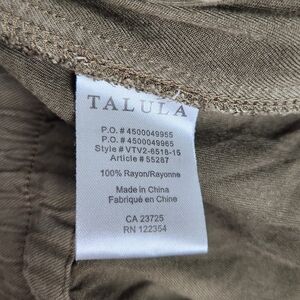 TALULA
P.O. # 4500049955
P.O. # 4500049965
Style # VTV2-6516-15
Article # 55287
100% Rayon/Rayonne
Made in China
Fabriqué en Chine
CA 23725
RN 122354